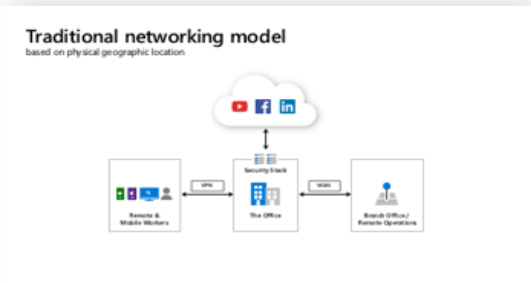 Traditional networking model
based on physical geographic location
in
Security Stack
VPN
WAN
Remote &
Mobile Workers
The Office
Branch Office/
Remote Operations